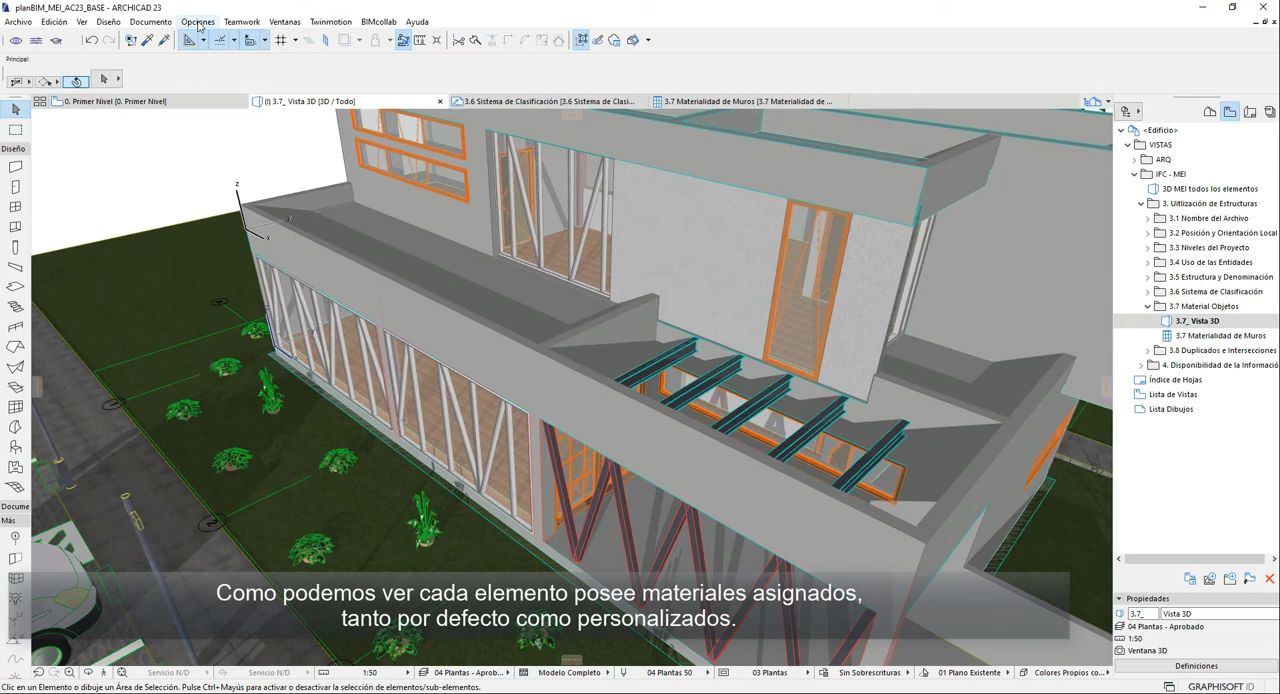 planBIM_MEI_AC23_BASE - ARCHICAD 23
Archivo Edición Ver Diseño Documento Opciones Teamwork Ventanas Twinmotion BIMcollab Ayuda
Principal:
0. Primer Nivel [0. Primer Nivel]
(!) 3.7_ Vista 3D [3D / Todo]
3.6 Sistema de Clasificación [3.6 Sistema de Clasi...
3.7 Materialidad de Muros [3.7 Materialidad de ...
Diseño
Docume
Más
z
y
x
<Edificio>
VISTAS
ARQ
IFC - MEI
3D MEI todos los elementos
3. Uitlización de Estructuras
3.1 Nombre del Archivo
3.2 Posición y Orientación Local
3.3 Niveles del Proyecto
3.4 Uso de las Entidades
3.5 Estructura y Denominación
3.6 Sistema de Clasificación
3.7 Material Objetos
3.7_ Vista 3D
3.7 Materialidad de Muros
3.8 Duplicados e Intersecciones
4. Disponibilidad de la Informació
Índice de Hojas
Lista de Vistas
Lista Dibujos
Propiedades
3.7_ Vista 3D
04 Plantas - Aprobado
1:50
Ventana 3D
Definiciones
Como podemos ver cada elemento posee materiales asignados,
tanto por defecto como personalizados.
Servicio N/D Servicio N/D 1:50 04 Plantas - Aprob... Modelo Completo 04 Plantas 50 03 Plantas Sin Sobrescrituras 01 Plano Existente Colores Propios co...
Clic en un Elemento o dibuje un Área de Selección. Pulse Ctrl+Mayús para activar o desactivar la selección de elementos/sub-elementos.
GRAPHISOFT ID